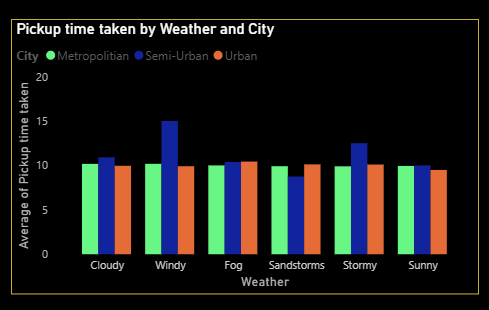 Pickup time taken by Weather and City
City Metropolitian Semi-Urban Urban
Average of Pickup time taken
20
15
10
5
0
Cloudy Windy Fog Sandstorms Stormy Sunny
Weather